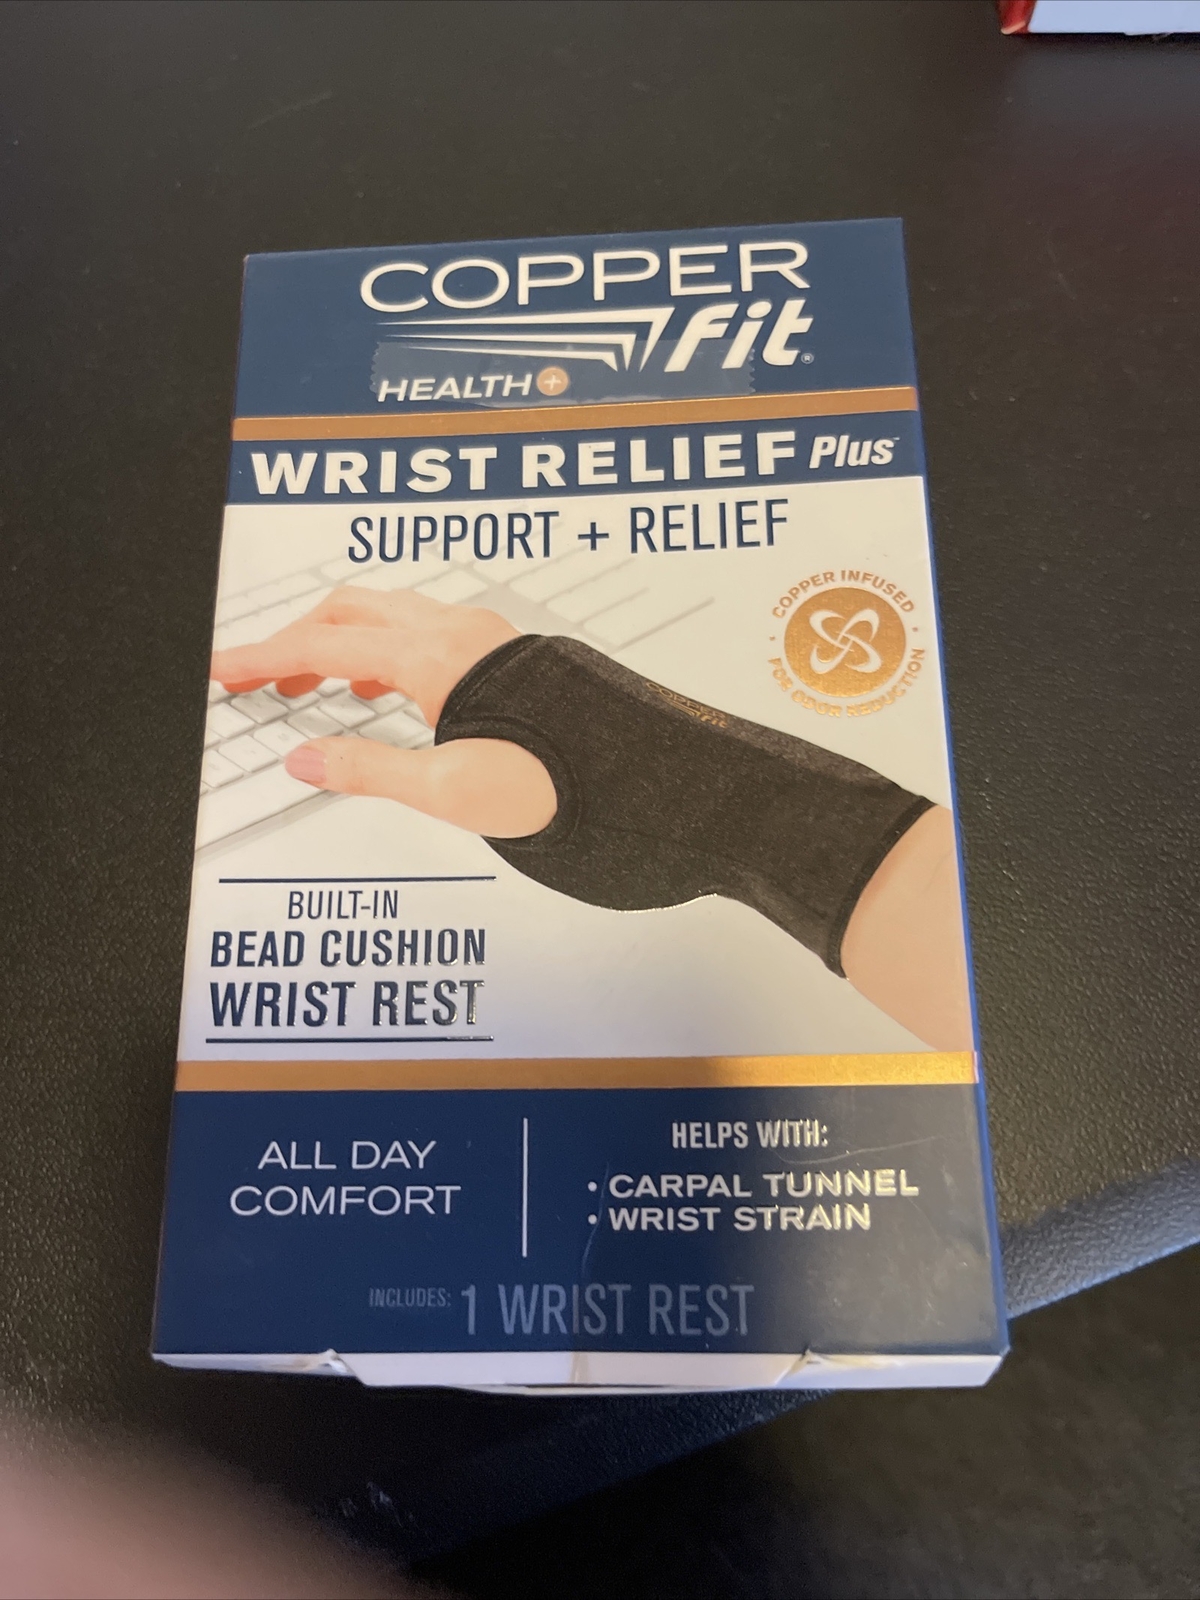 COPPER
fit®
HEALTH+
WRIST RELIEF Plus™
SUPPORT + RELIEF
COPPER INFUSED
FOR ODOR REDUCTION
COPPER
fit
BUILT-IN
BEAD CUSHION
WRIST REST
ALL DAY
COMFORT
HELPS WITH:
• CARPAL TUNNEL
• WRIST STRAIN
INCLUDES: 1 WRIST REST